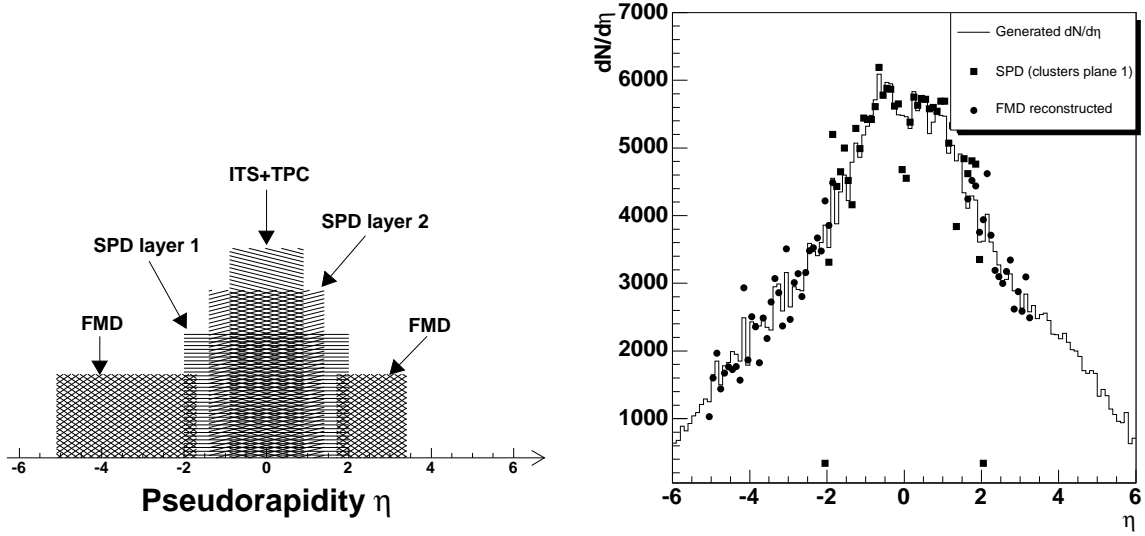 ITS+TPC
SPD layer 2
SPD layer 1
FMD
FMD
-6 -4 -2 0 2 4 6
Pseudorapidity η
dN/dη
7000
6000
5000
4000
3000
2000
1000
-6 -4 -2 0 2 4 6
η
Generated dN/dη
SPD (clusters plane 1)
FMD reconstructed